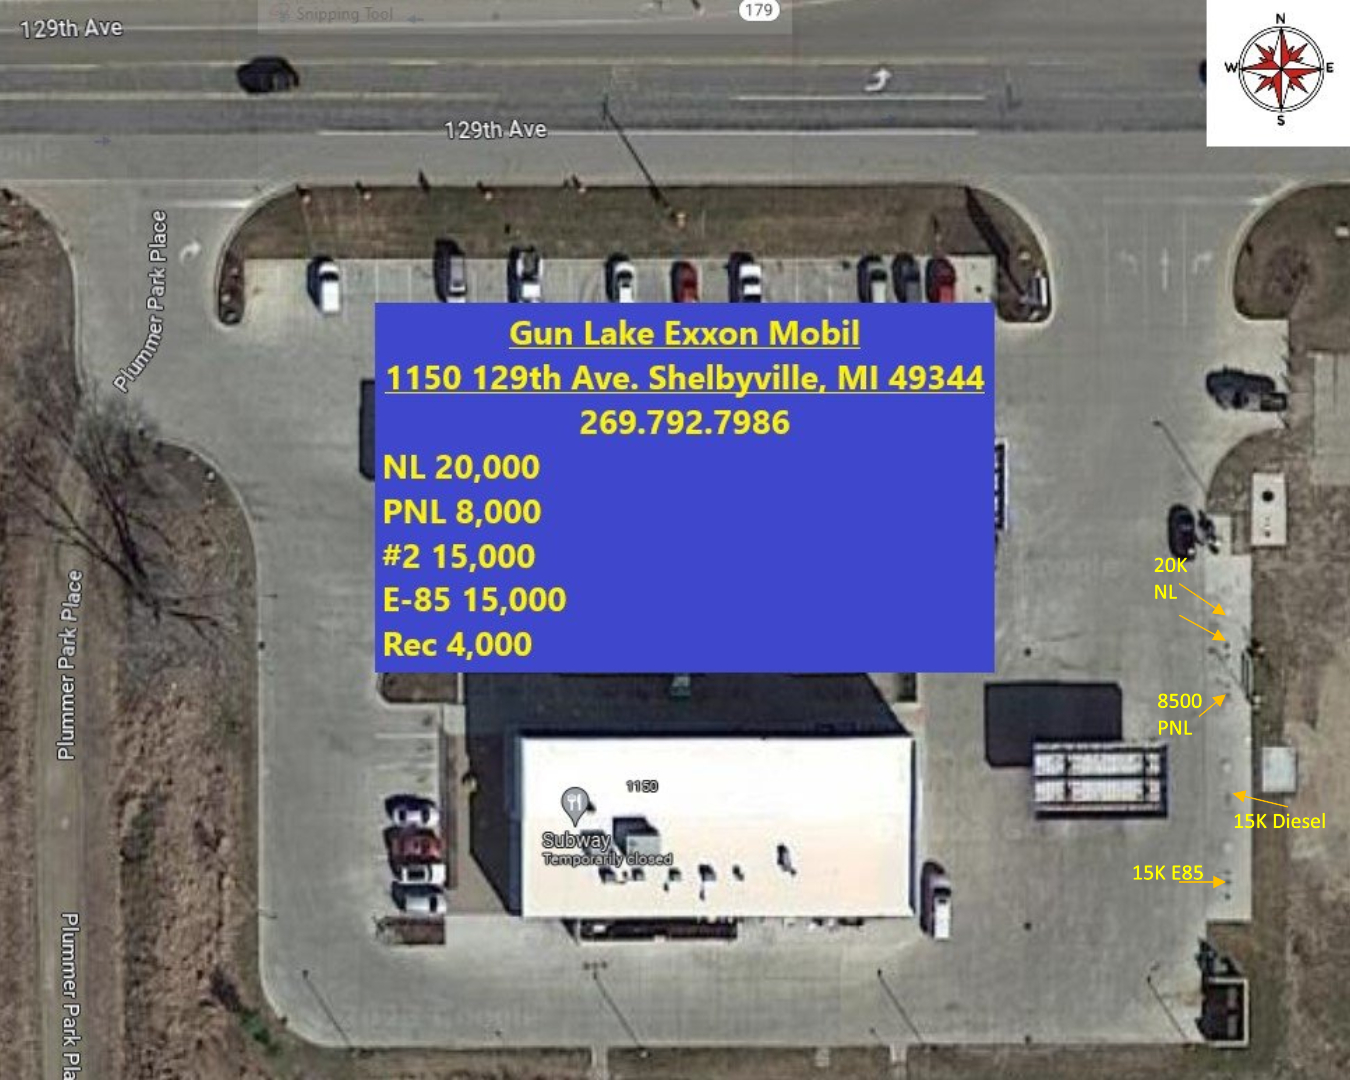 Snipping Tool
179
129th Ave
N
W E
S
129th Ave
Plummer Park Place
Gun Lake Exxon Mobil
1150 129th Ave. Shelbyville, MI 49344
269.792.7986
NL 20,000
PNL 8,000
#2 15,000
E-85 15,000
Rec 4,000
20K
NL
Plummer Park Place
8500
PNL
1150
15K Diesel
Subway
Temporarily closed
15K E85
Plummer Park Pla